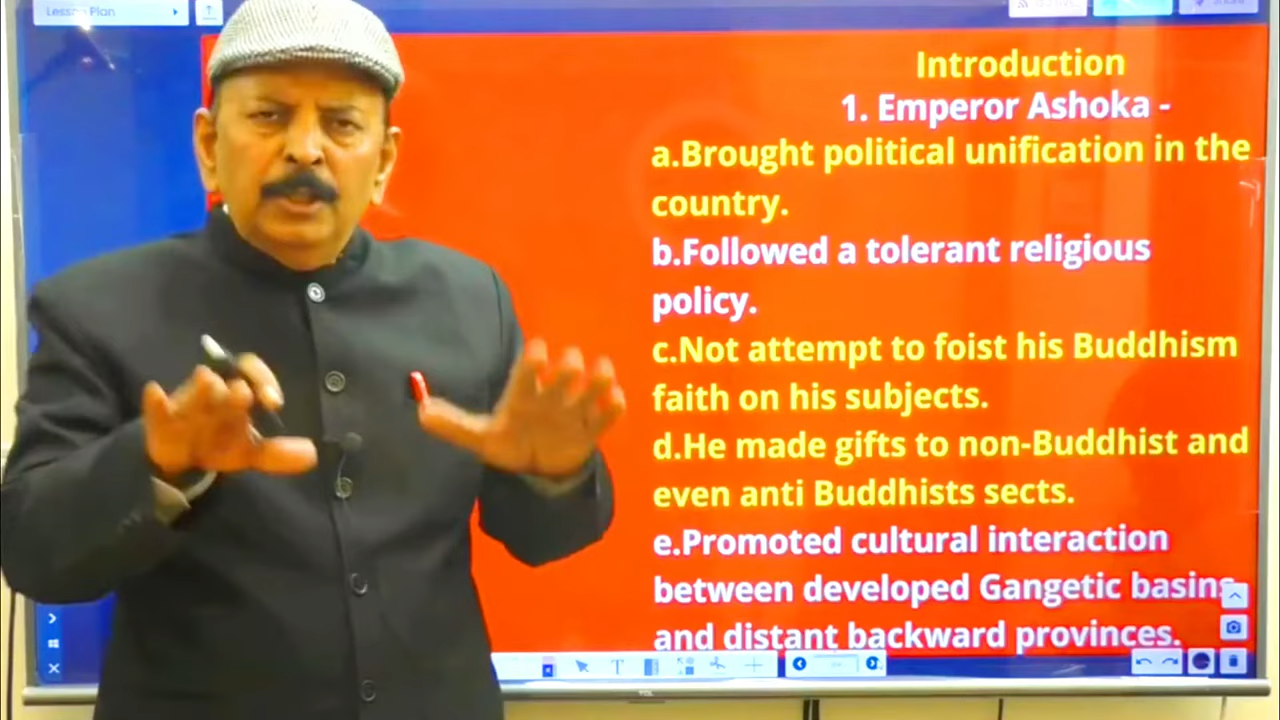 Lesson Plan
Introduction
1. Emperor Ashoka -
a.Brought political unification in the
country.
b.Followed a tolerant religious
policy.
c.Not attempt to foist his Buddhism
faith on his subjects.
d.He made gifts to non-Buddhist and
even anti Buddhists sects.
e.Promoted cultural interaction
between developed Gangetic basins
and distant backward provinces.
TCL